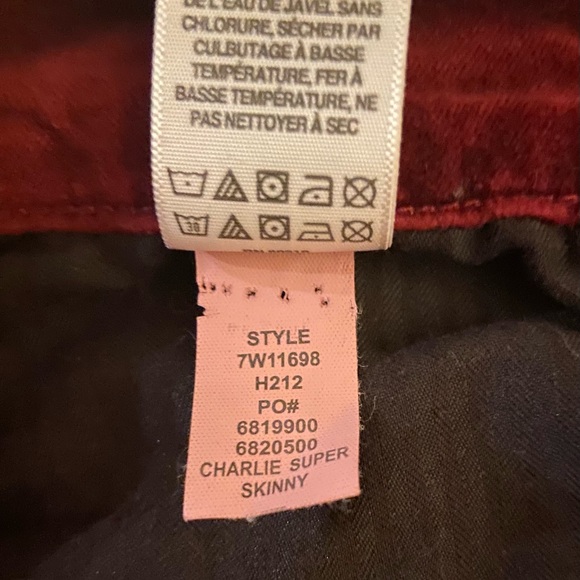 DE L'EAU DE JAVEL SANS
CHLORURE, SÉCHER PAR
CULBUTAGE À BASSE
TEMPÉRATURE, FER À
BASSE TEMPÉRATURE, NE
PAS NETTOYER À SEC
30
STYLE
7W11698
H212
PO#
6819900
6820500
CHARLIE SUPER
SKINNY